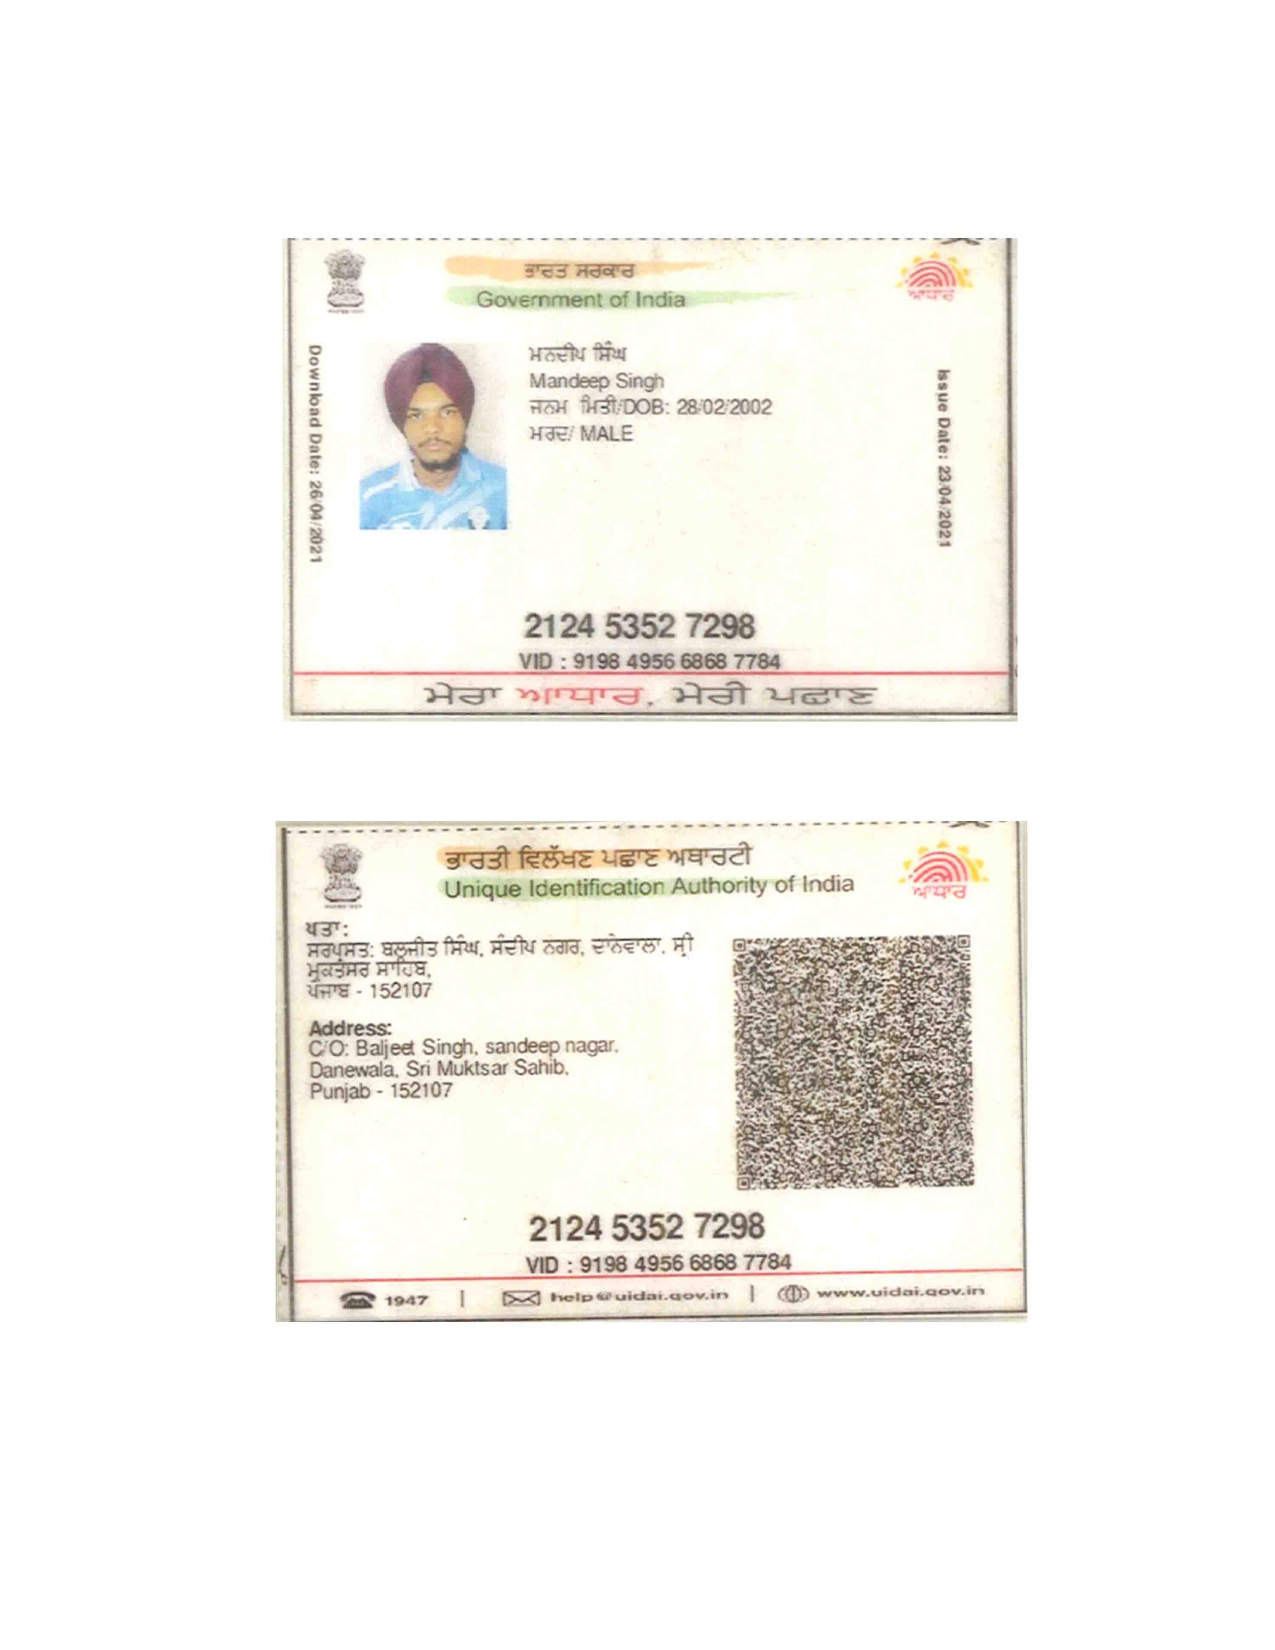 ਭਾਰਤ ਸਰਕਾਰ
Government of India
ਆਧਾਰ
Download Date: 26/04/2021
ਮਨਦੀਪ ਸਿੰਘ
Mandeep Singh
ਜਨਮ ਮਿਤੀ/DOB: 28/02/2002
ਮਰਦ/ MALE
Issue Date: 23/04/2021
2124 5352 7298
VID : 9198 4956 6868 7784
ਮੇਰਾ ਆਧਾਰ, ਮੇਰੀ ਪਛਾਣ
ਭਾਰਤੀ ਵਿਲੱਖਣ ਪਛਾਣ ਅਥਾਰਟੀ
Unique Identification Authority of India
ਆਧਾਰ
ਪਤਾ:
ਸਰਪ੍ਰਸਤ: ਬਲਜੀਤ ਸਿੰਘ, ਸੰਦੀਪ ਨਗਰ, ਦਾਨੇਵਾਲਾ, ਸ੍ਰੀ
ਮੁਕਤਸਰ ਸਾਹਿਬ,
ਪੰਜਾਬ - 152107
Address:
C/O: Baljeet Singh, sandeep nagar,
Danewala, Sri Muktsar Sahib,
Punjab - 152107
2124 5352 7298
VID : 9198 4956 6868 7784
1947 | help@uidai.gov.in | www.uidai.gov.in